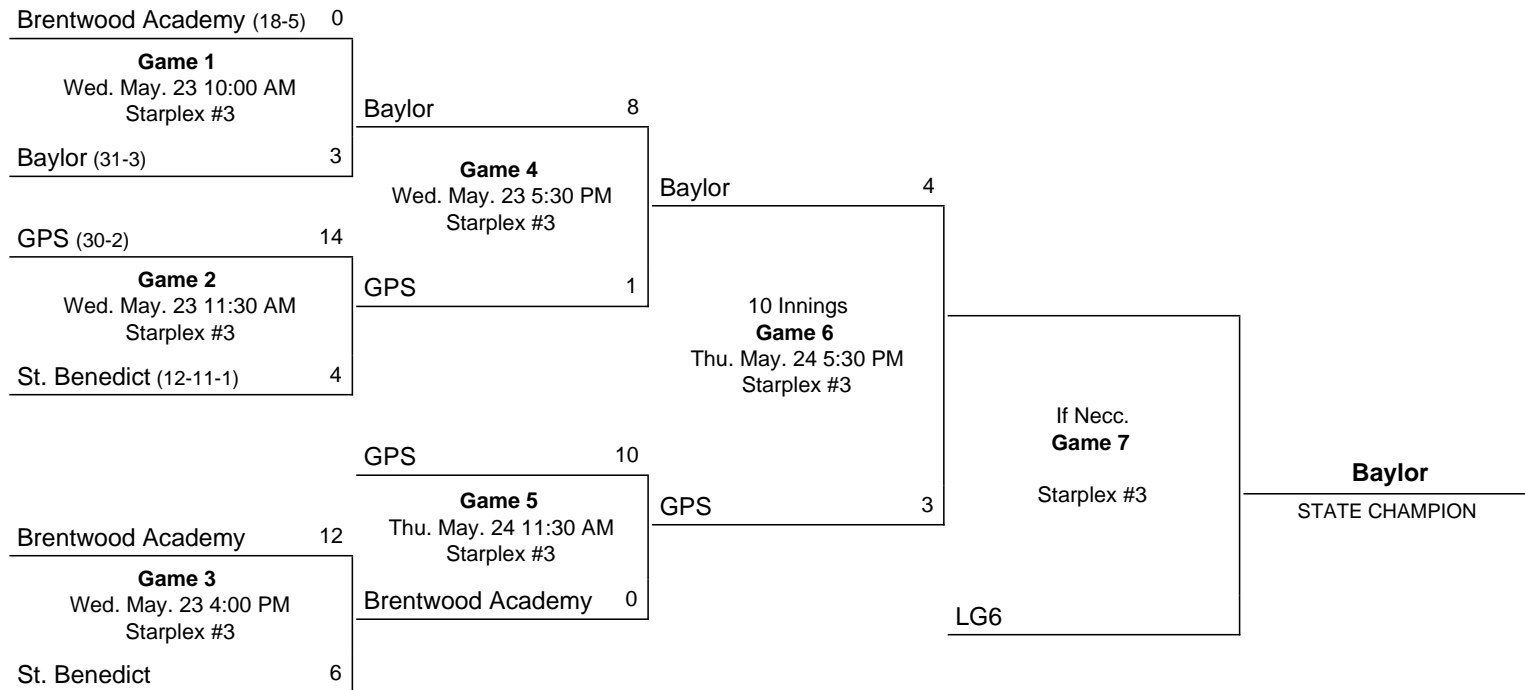 Brentwood Academy (18-5) 0
Game 1
Wed. May. 23 10:00 AM
Starplex #3
Baylor (31-3) 3
GPS (30-2) 14
Game 2
Wed. May. 23 11:30 AM
Starplex #3
St. Benedict (12-11-1) 4
Brentwood Academy 12
Game 3
Wed. May. 23 4:00 PM
Starplex #3
St. Benedict 6
Baylor 8
Game 4
Wed. May. 23 5:30 PM
Starplex #3
GPS 1
GPS 10
Game 5
Thu. May. 24 11:30 AM
Starplex #3
Brentwood Academy 0
Baylor 4
10 Innings
Game 6
Thu. May. 24 5:30 PM
Starplex #3
GPS 3
If Necc.
Game 7
Starplex #3
LG6
Baylor
STATE CHAMPION